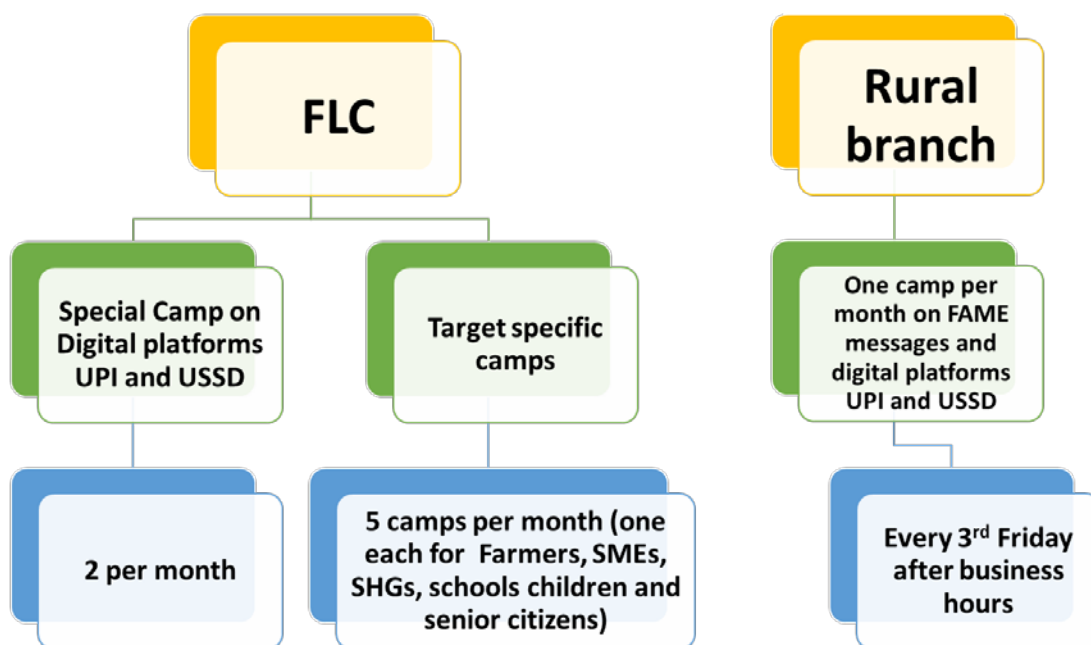 FLC
Rural
branch
Special Camp on
Digital platforms
UPI and USSD
Target specific
camps
One camp per
month on FAME
messages and
digital platforms
UPI and USSD
2 per month
5 camps per month (one
each for Farmers, SMEs,
SHGs, schools children and
senior citizens)
Every 3rd Friday
after business
hours